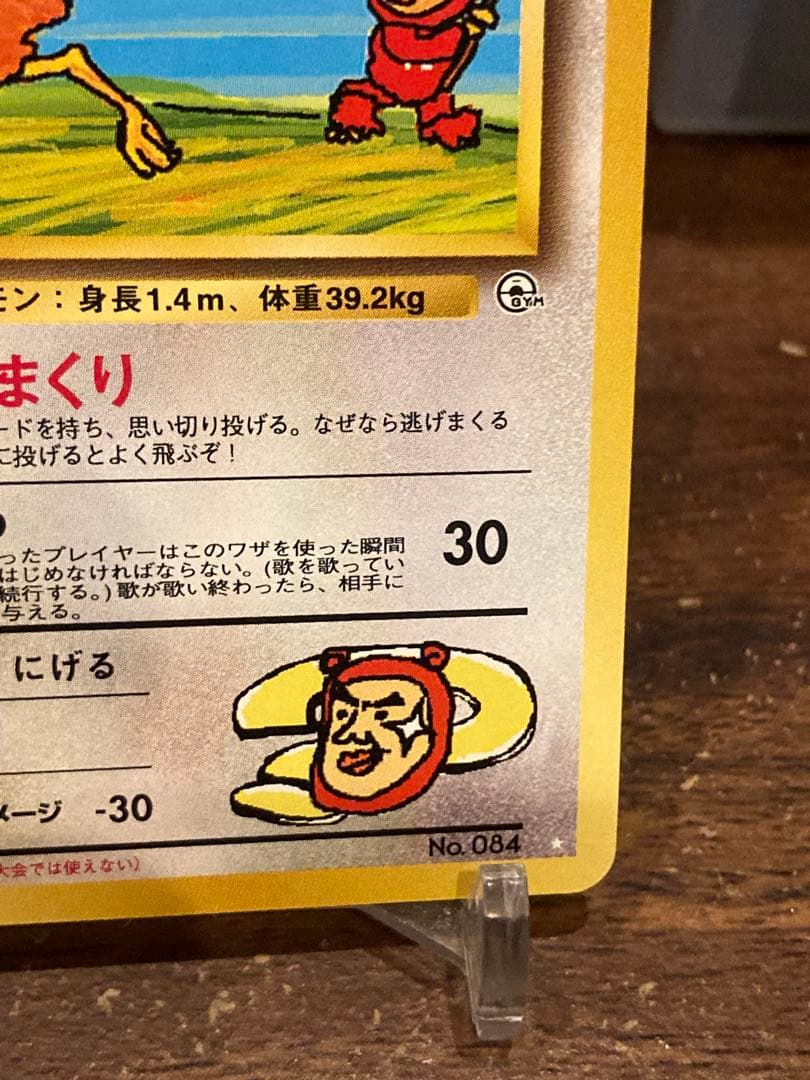 モン：身長1.4m、体重39.2kg
GYM
まくり
ードを持ち、思い切り投げる。なぜなら逃げまくる
に投げるとよく飛ぶぞ！
ったプレイヤーはこのワザを使った瞬間
はじめなければならない。(歌を歌ってい
続行する。)歌が歌い終わったら、相手に
与える。
30
にげる
メージ -30
No. 084
大会では使えない)